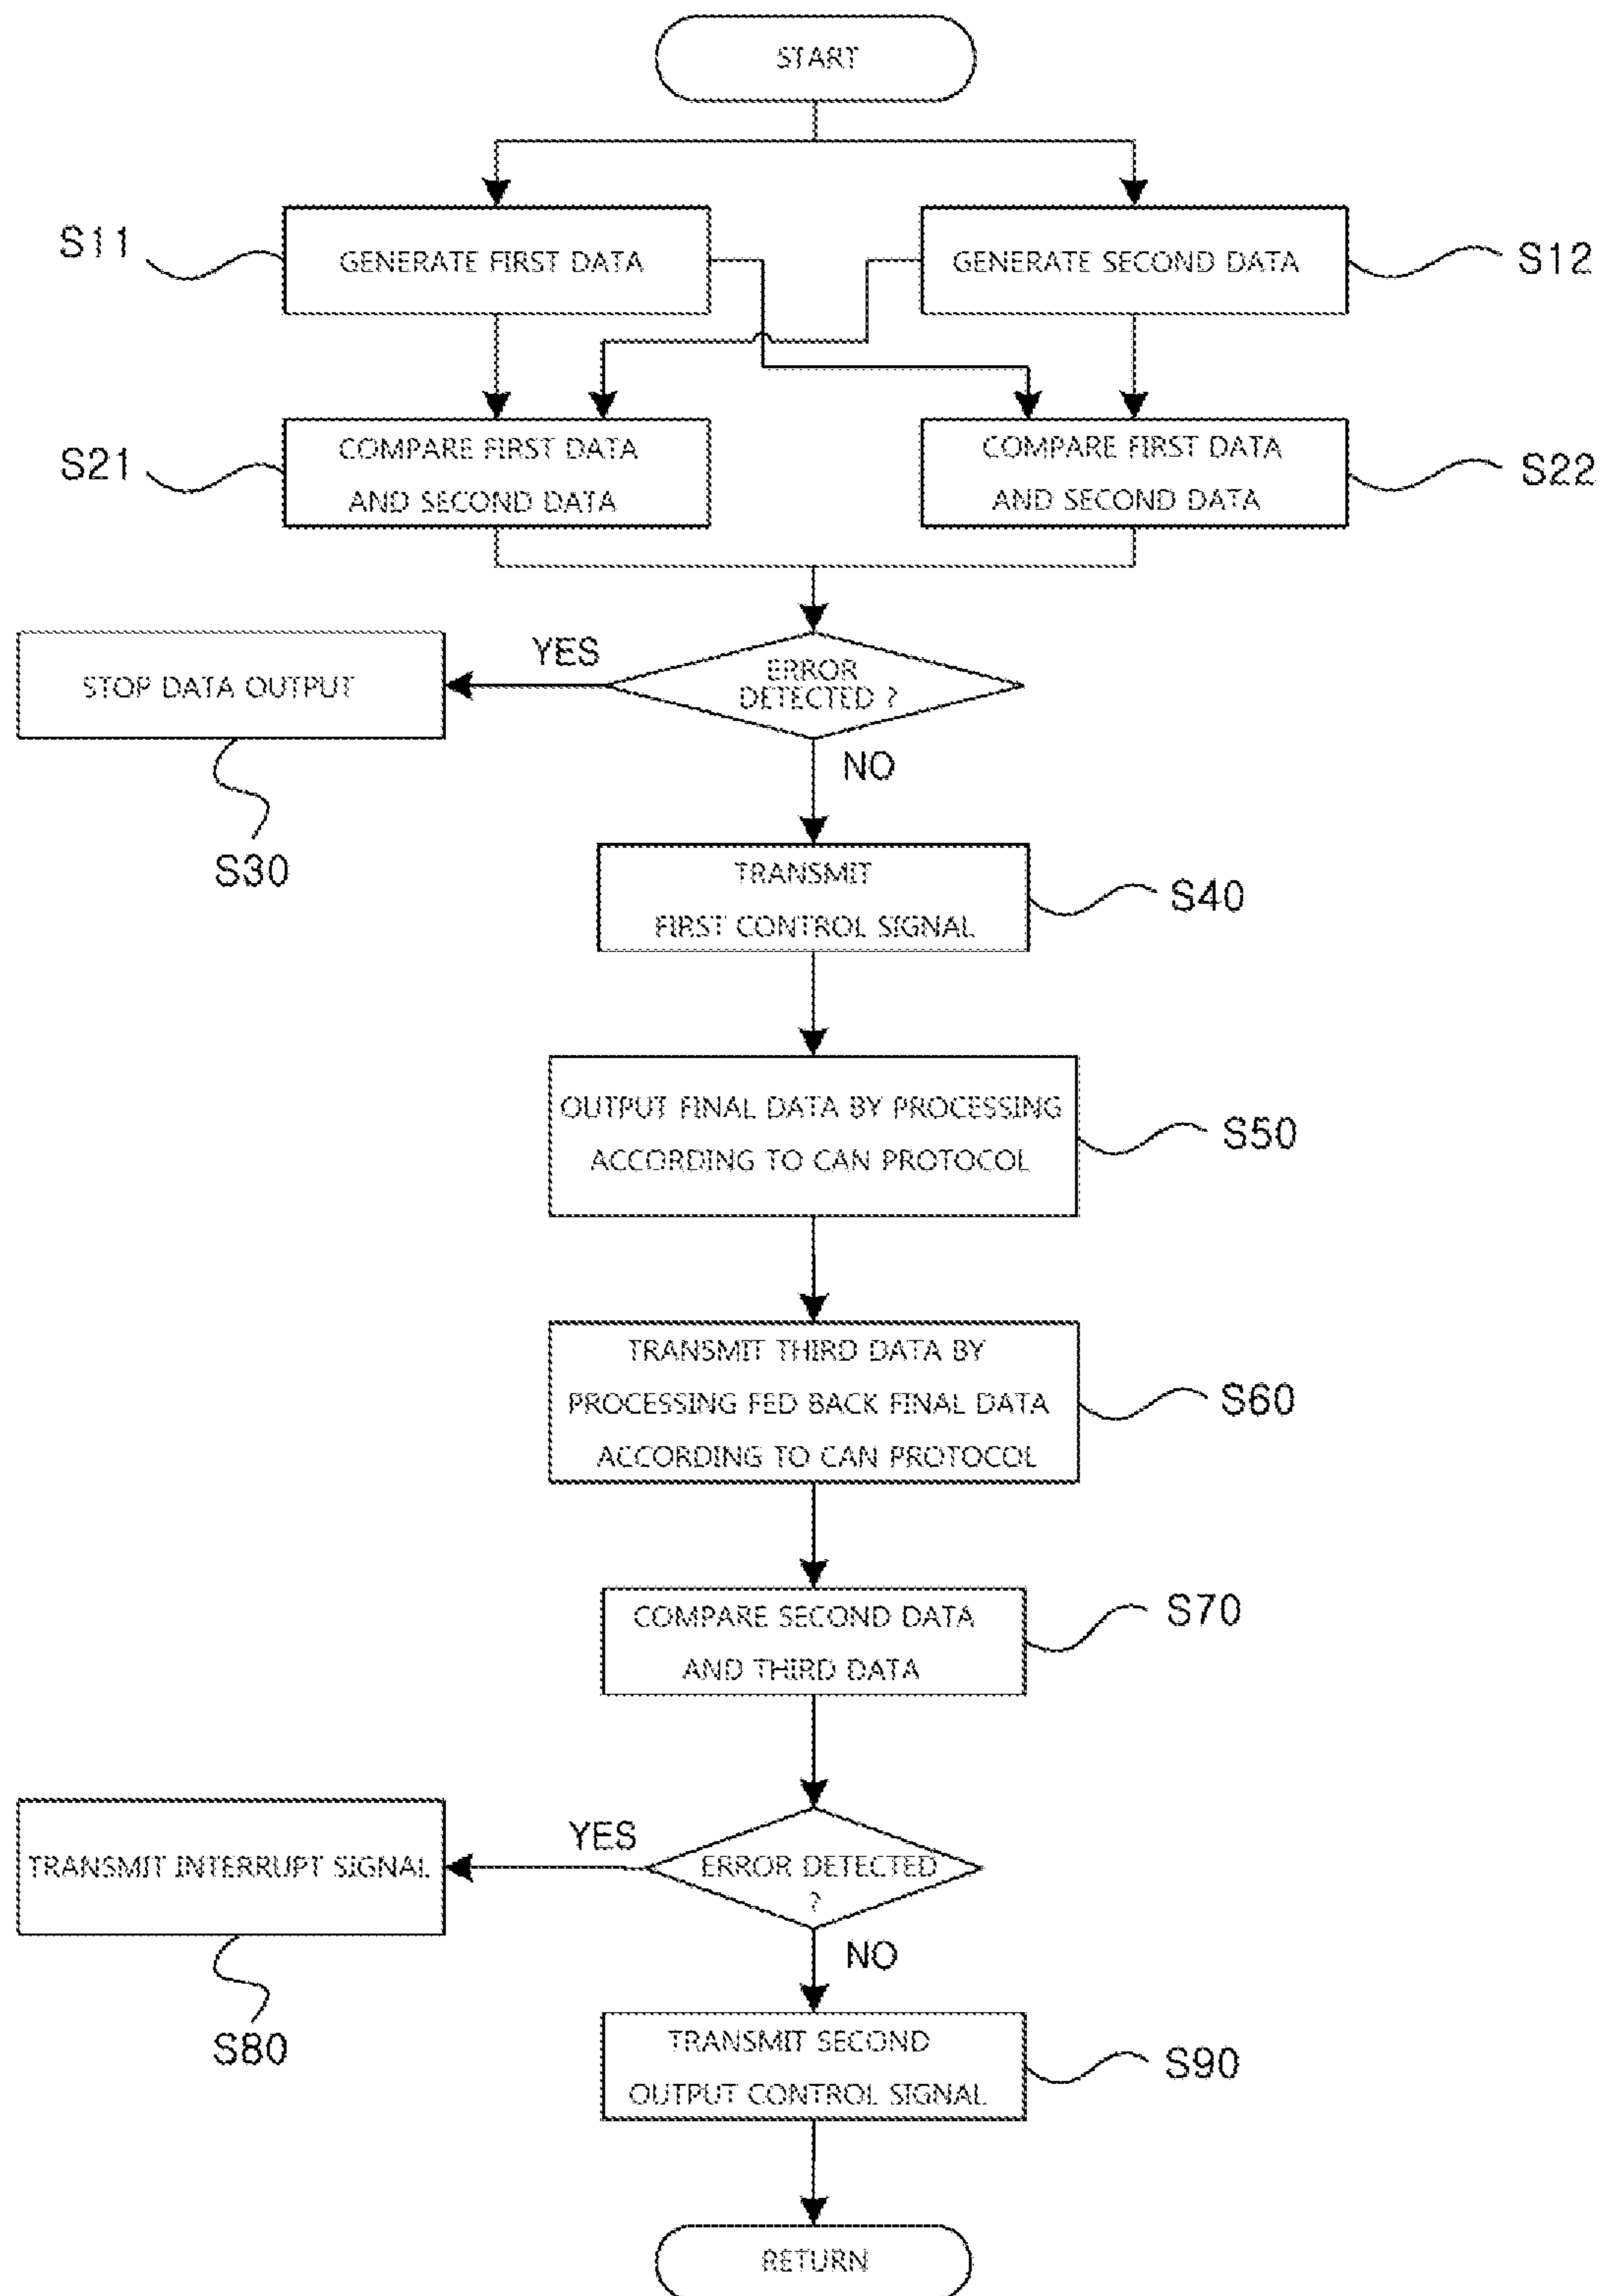 START
S11
GENERATE FIRST DATA
GENERATE SECOND DATA
S12
S21
COMPARE FIRST DATA
AND SECOND DATA
COMPARE FIRST DATA
AND SECOND DATA
S22
STOP DATA OUTPUT
YES
ERROR
DETECTED ?
NO
S30
TRANSMIT
FIRST CONTROL SIGNAL
S40
OUTPUT FINAL DATA BY PROCESSING
ACCORDING TO CAN PROTOCOL
S50
TRANSMIT THIRD DATA BY
PROCESSING FED BACK FINAL DATA
ACCORDING TO CAN PROTOCOL
S60
COMPARE SECOND DATA
AND THIRD DATA
S70
TRANSMIT INTERRUPT SIGNAL
YES
ERROR DETECTED
?
NO
S80
TRANSMIT SECOND
OUTPUT CONTROL SIGNAL
S90
RETURN